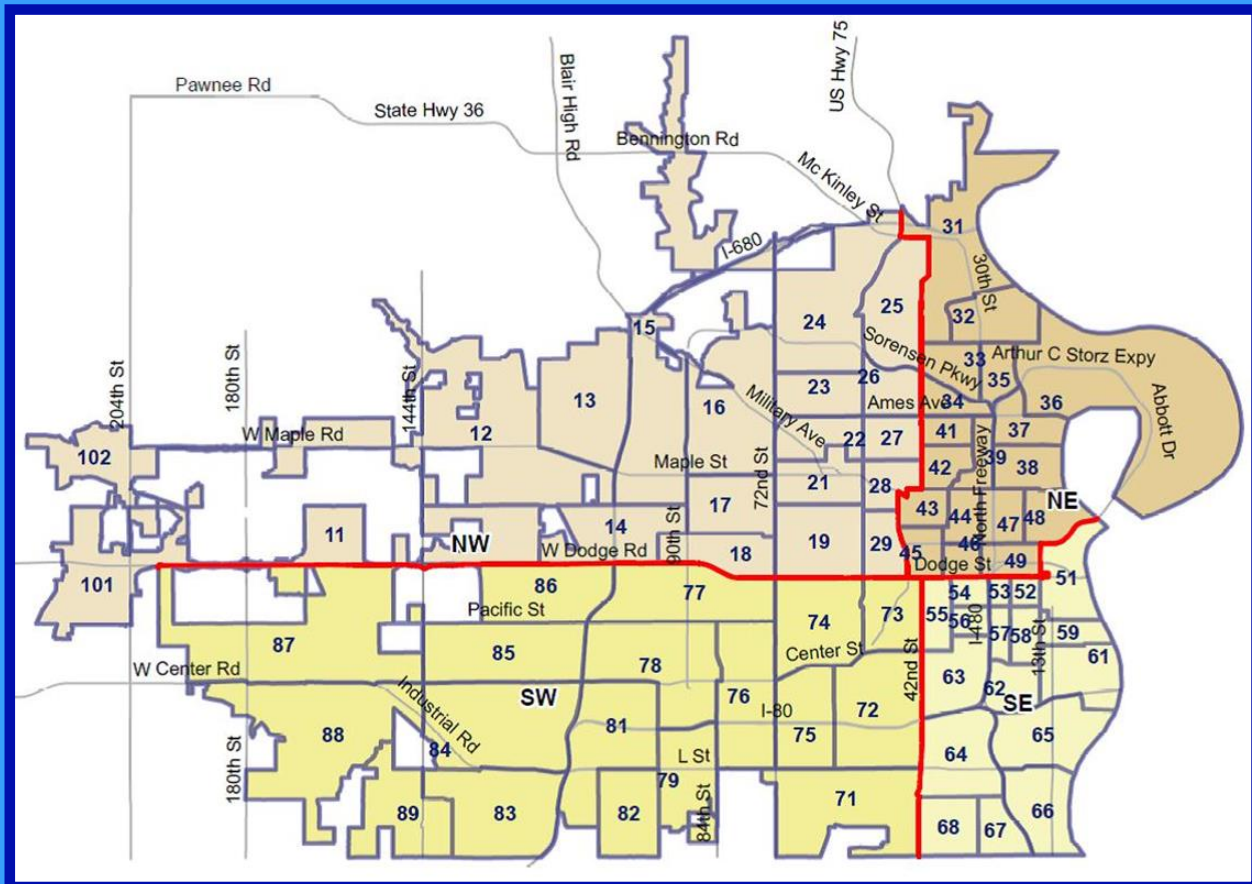 US Hwy 75
Blair High Rd
Pawnee Rd
State Hwy 36
Bennington Rd
Mc Kinley St
31
I-680
30th St
25
15
24
32
Sorensen Pkwy
33
Arthur C Storz Expy
204th St
180th St
144th St
23
26
35
Abbott Dr
13
16
Military Ave
Ames Ave
34
36
12
W Maple Rd
22
27
41
37
102
Maple St
72nd St
39
42
38
21
28
North Freeway
17
43
44
47
48
NE
11
14
90th St
19
29
NW
W Dodge Rd
18
45
46
49
Dodge St
101
86
77
51
54
53
52
Pacific St
74
73
55
56
I-480
57
58
13th St
59
87
85
78
Center St
42nd St
61
W Center Rd
63
62
SW
76
SE
Industrial Rd
81
I-80
72
88
84
75
65
180th St
L St
64
79
84th St
71
66
89
83
82
68
67